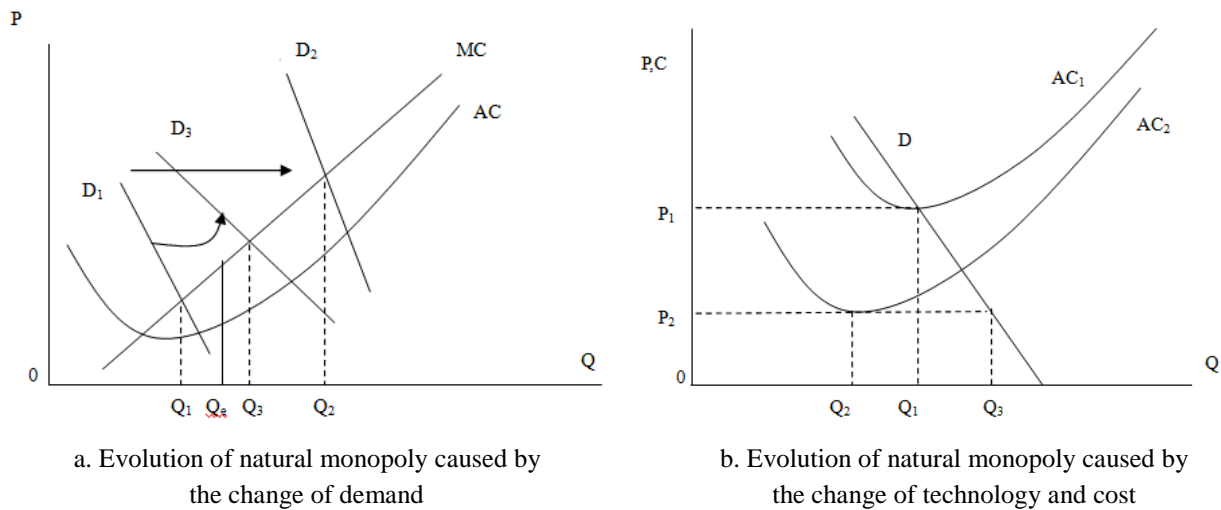 P
D₂
MC
AC
D₃
D₁
0
Q
Q₁ Qₑ Q₃ Q₂
a. Evolution of natural monopoly caused by
the change of demand
P,C
AC₁
AC₂
D
P₁
P₂
0
Q
Q₂ Q₁ Q₃
b. Evolution of natural monopoly caused by
the change of technology and cost